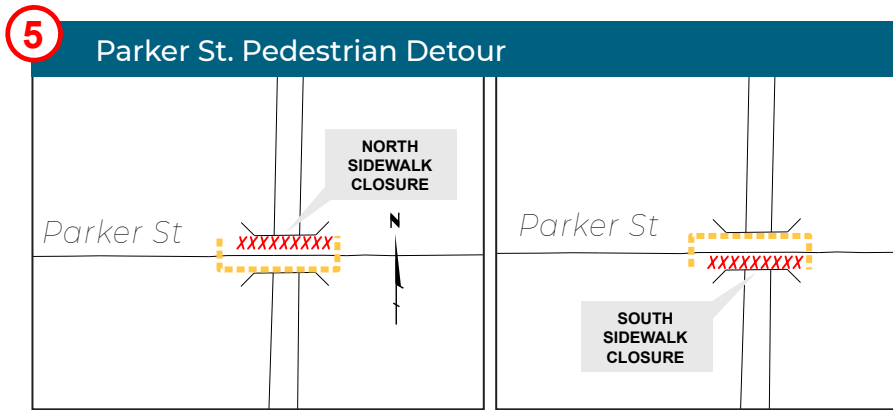 5
Parker St. Pedestrian Detour
NORTH
SIDEWALK
CLOSURE
Parker St
XXXXXXXXX
N
Parker St
XXXXXXXXX
SOUTH
SIDEWALK
CLOSURE